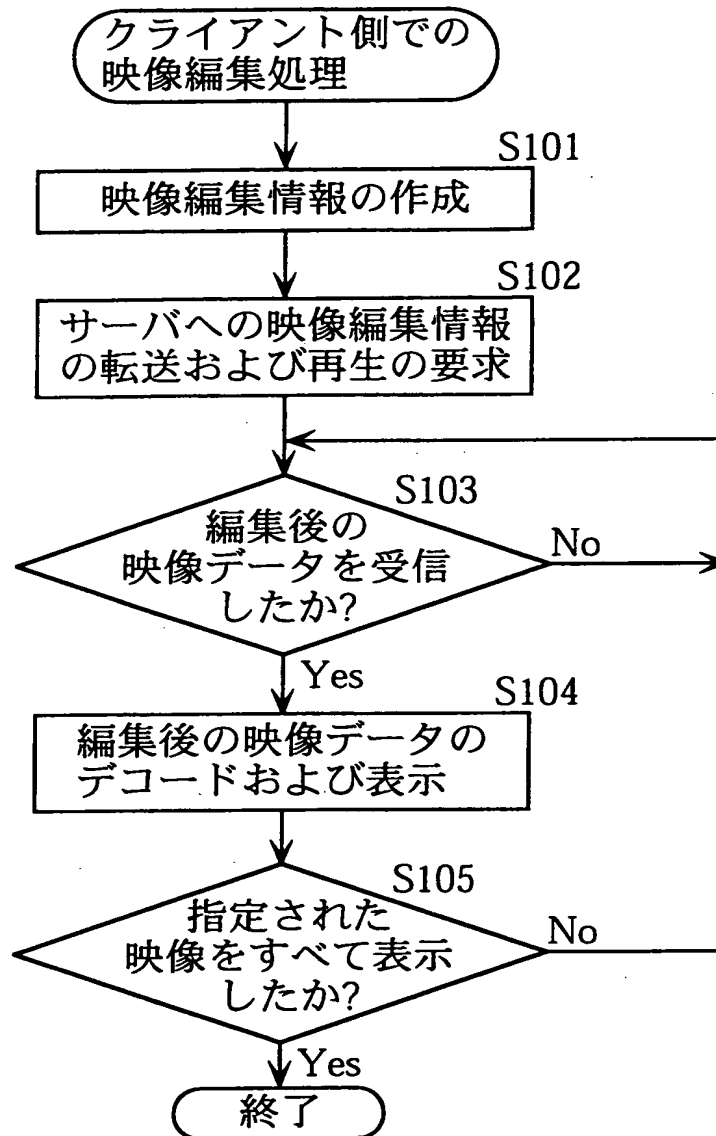 クライアント側での
映像編集処理
S101
映像編集情報の作成
S102
サーバへの映像編集情報
の転送および再生の要求
S103
編集後の
映像データを受信
したか?
No
Yes
S104
編集後の映像データの
デコードおよび表示
S105
指定された
映像をすべて表示
したか?
No
Yes
終了